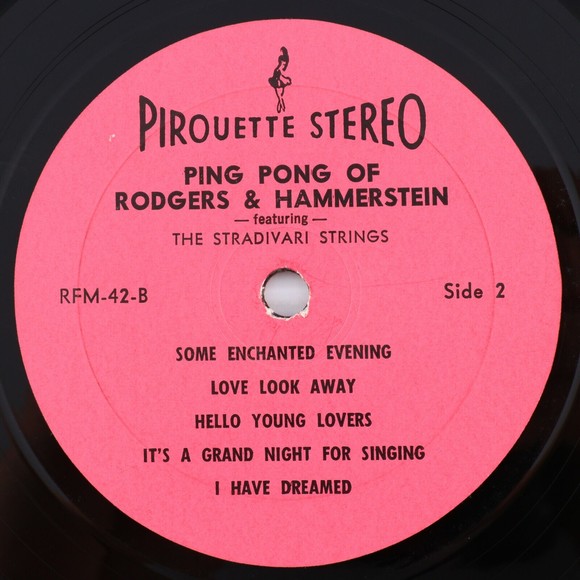 PIROUETTE STEREO
PING PONG OF
RODGERS & HAMMERSTEIN
— featuring —
THE STRADIVARI STRINGS
RFM-42-B Side 2
SOME ENCHANTED EVENING
LOVE LOOK AWAY
HELLO YOUNG LOVERS
IT'S A GRAND NIGHT FOR SINGING
I HAVE DREAMED